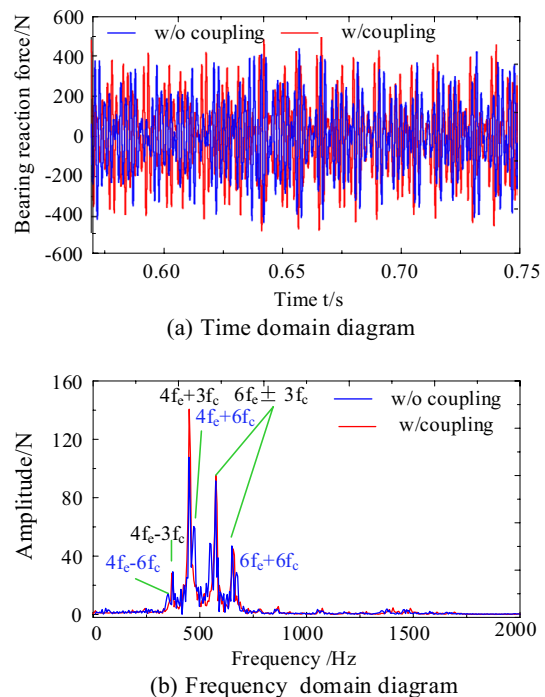 600
w/o coupling
w/coupling
400
200
0
-200
-400
-600
Bearing reaction force/N
0.60
0.65
0.70
0.75
Time t/s
(a) Time domain diagram
160
120
80
40
0
Amplitude/N
4fe+3fc
6fe± 3fc
4fe+6fc
4fe-3fc
4fe-6fc
6fe+6fc
w/o coupling
w/coupling
0
500
1000
1500
2000
Frequency /Hz
(b) Frequency domain diagram